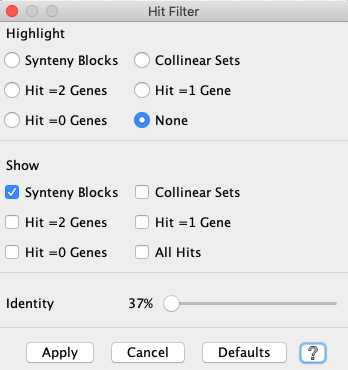 Hit Filter
Highlight
Synteny Blocks Collinear Sets
Hit =2 Genes Hit =1 Gene
Hit =0 Genes None
Show
Synteny Blocks Collinear Sets
Hit =2 Genes Hit =1 Gene
Hit =0 Genes All Hits
Identity 37%
Apply Cancel Defaults ?